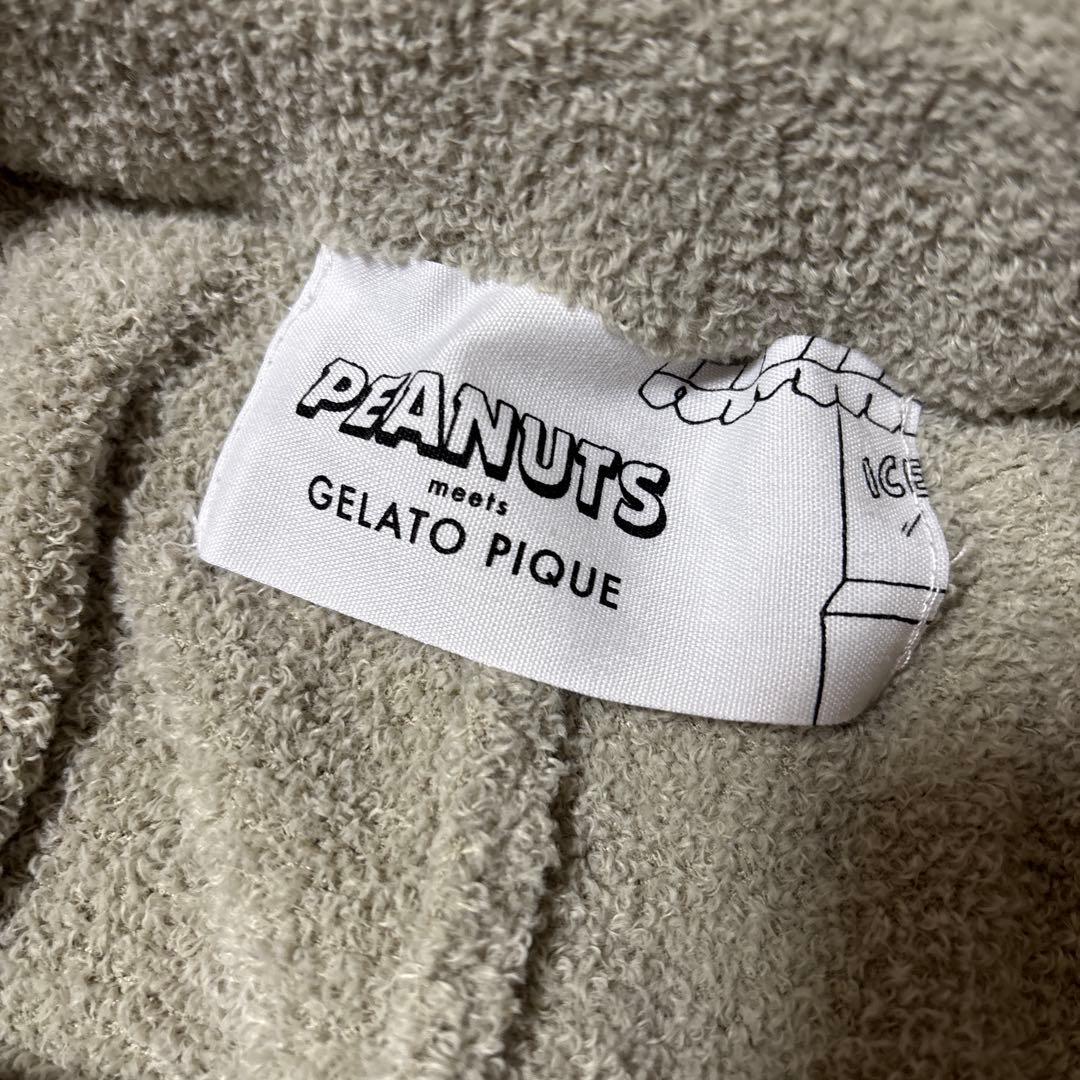 PEANUTS
meets
GELATO PIQUE
ICE